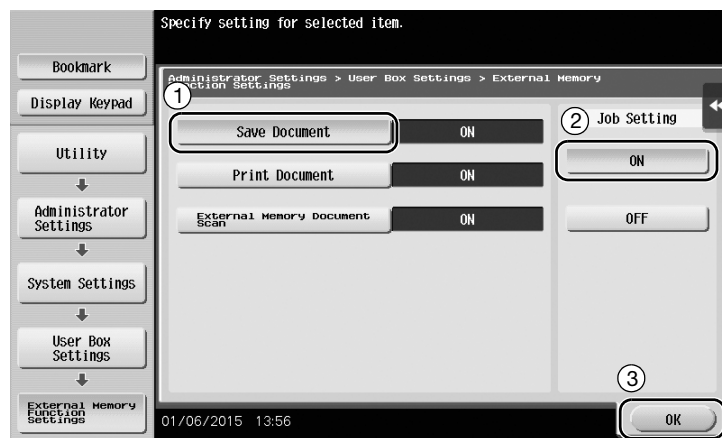 Specify setting for selected item.
Bookmark
Display Keypad
Utility
Administrator
Settings
System Settings
User Box
Settings
External Memory
Function
Settings
Administrator Settings > User Box Settings > External Memory
Function Settings
1
Save Document
ON
Print Document
ON
External Memory Document
Scan
ON
2
Job Setting
ON
OFF
3
01/06/2015 13:56
OK